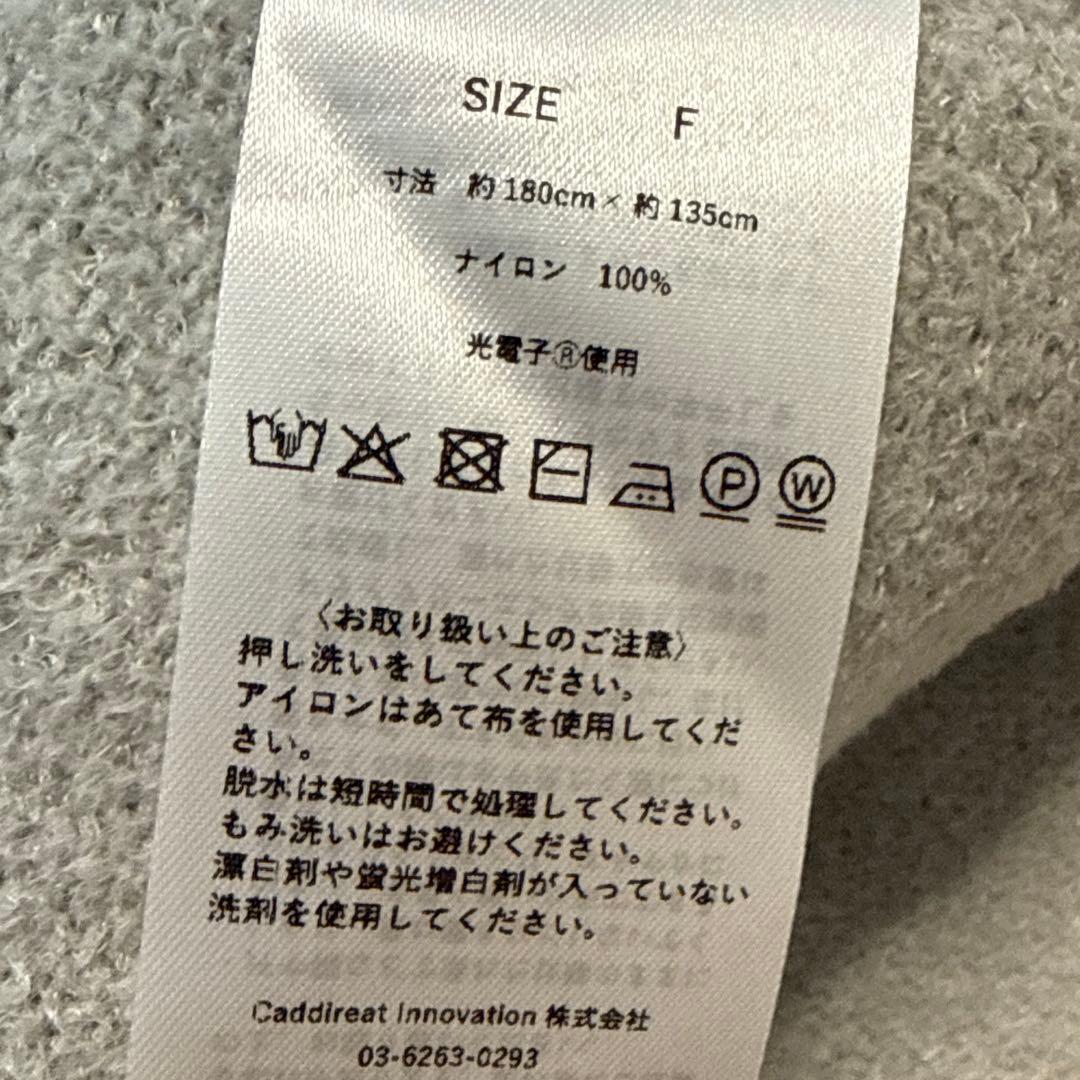 SIZE F
寸法 約180cm×約135cm
ナイロン 100%
光電子®使用
P W
〈お取り扱い上のご注意〉
押し洗いをしてください。
アイロンはあて布を使用してくだ
さい。
脱水は短時間で処理してください。
もみ洗いはお避けください。
漂白剤や蛍光増白剤が入っていない
洗剤を使用してください。
Caddireat Innovation 株式会社
03-6263-0293